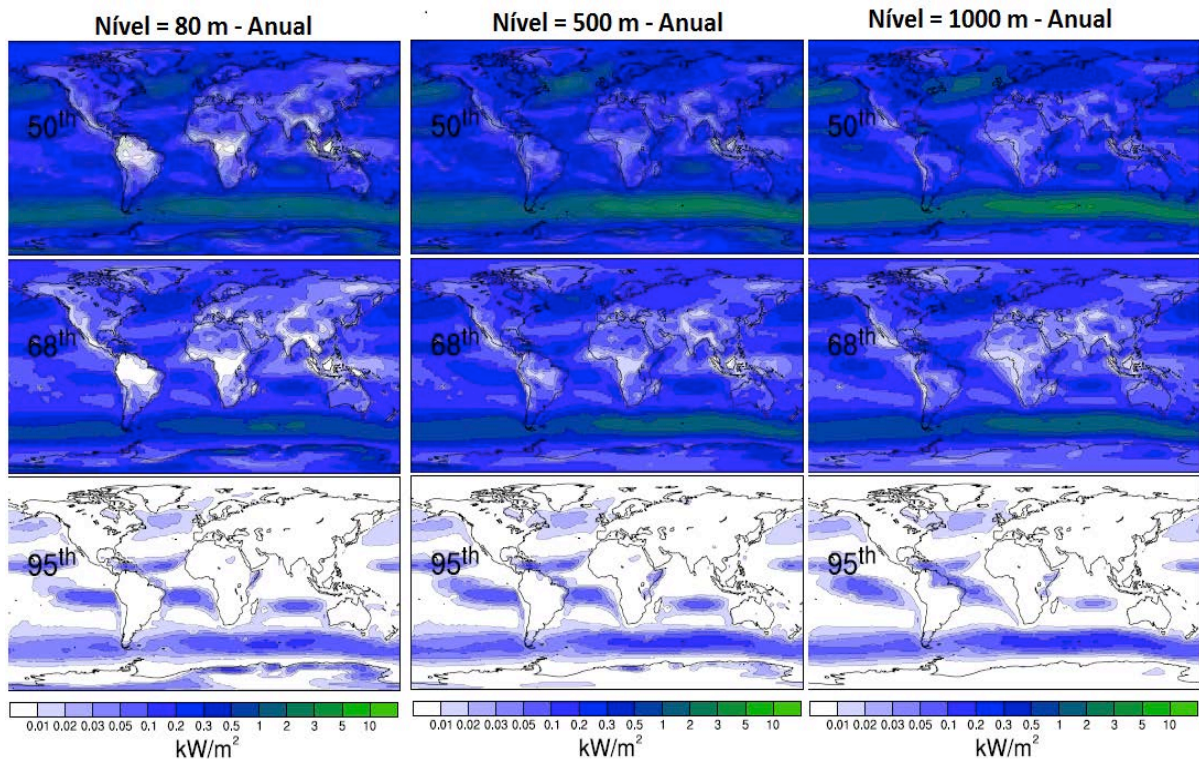 Nível = 80 m - Anual
Nível = 500 m - Anual
Nível = 1000 m - Anual
50th
50th
50th
68th
68th
68th
95th
95th
95th
0.01 0.02 0.03 0.05 0.1 0.2 0.3 0.5 1 2 3 5 10
0.01 0.02 0.03 0.05 0.1 0.2 0.3 0.5 1 2 3 5 10
0.01 0.02 0.03 0.05 0.1 0.2 0.3 0.5 1 2 3 5 10
kW/m²
kW/m²
kW/m²